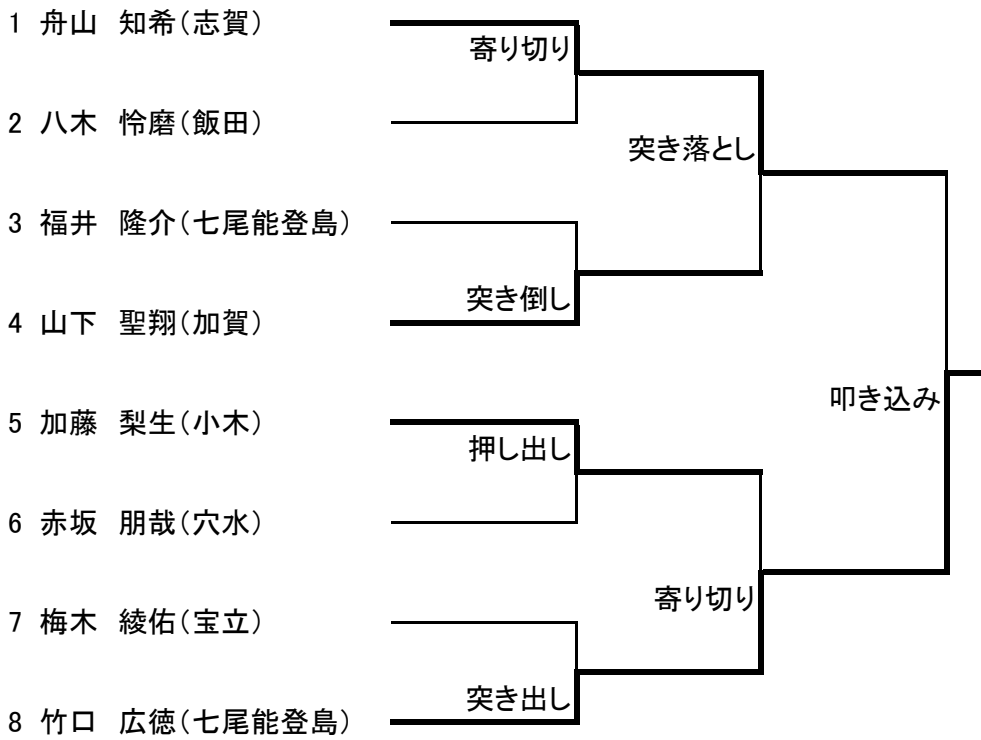 1 舟山 知希(志賀)
寄り切り
2 八木 怜磨(飯田)
突き落とし
3 福井 隆介(七尾能登島)
突き倒し
4 山下 聖翔(加賀)
叩き込み
5 加藤 梨生(小木)
押し出し
6 赤坂 朋哉(穴水)
寄り切り
7 梅木 綾佑(宝立)
突き出し
8 竹口 広徳(七尾能登島)